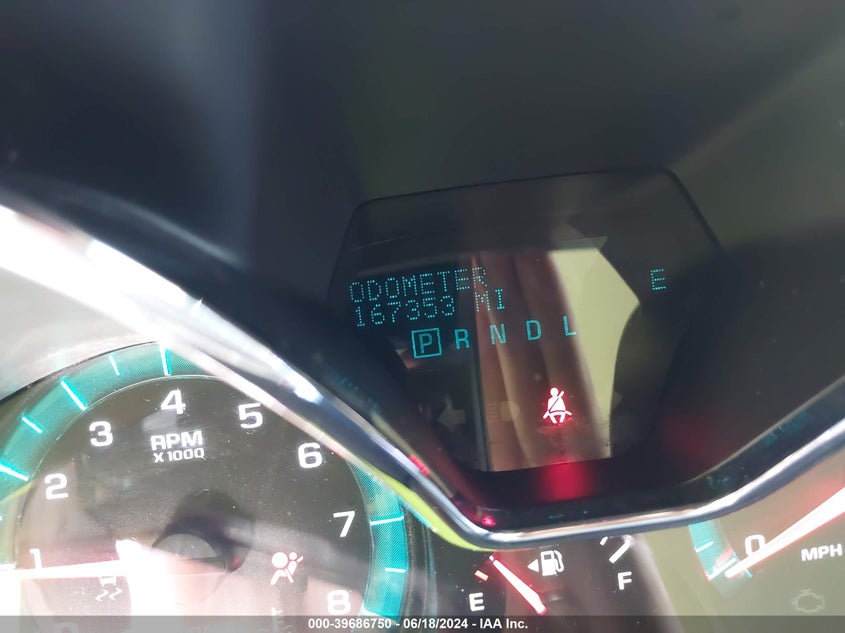 ODOMETER E
167353 MI
P R N D L
1 2 3 4 5 6 7 8
RPM
X 1000
E F
0
MPH
000-39686750 - 06/18/2024 - IAA Inc.